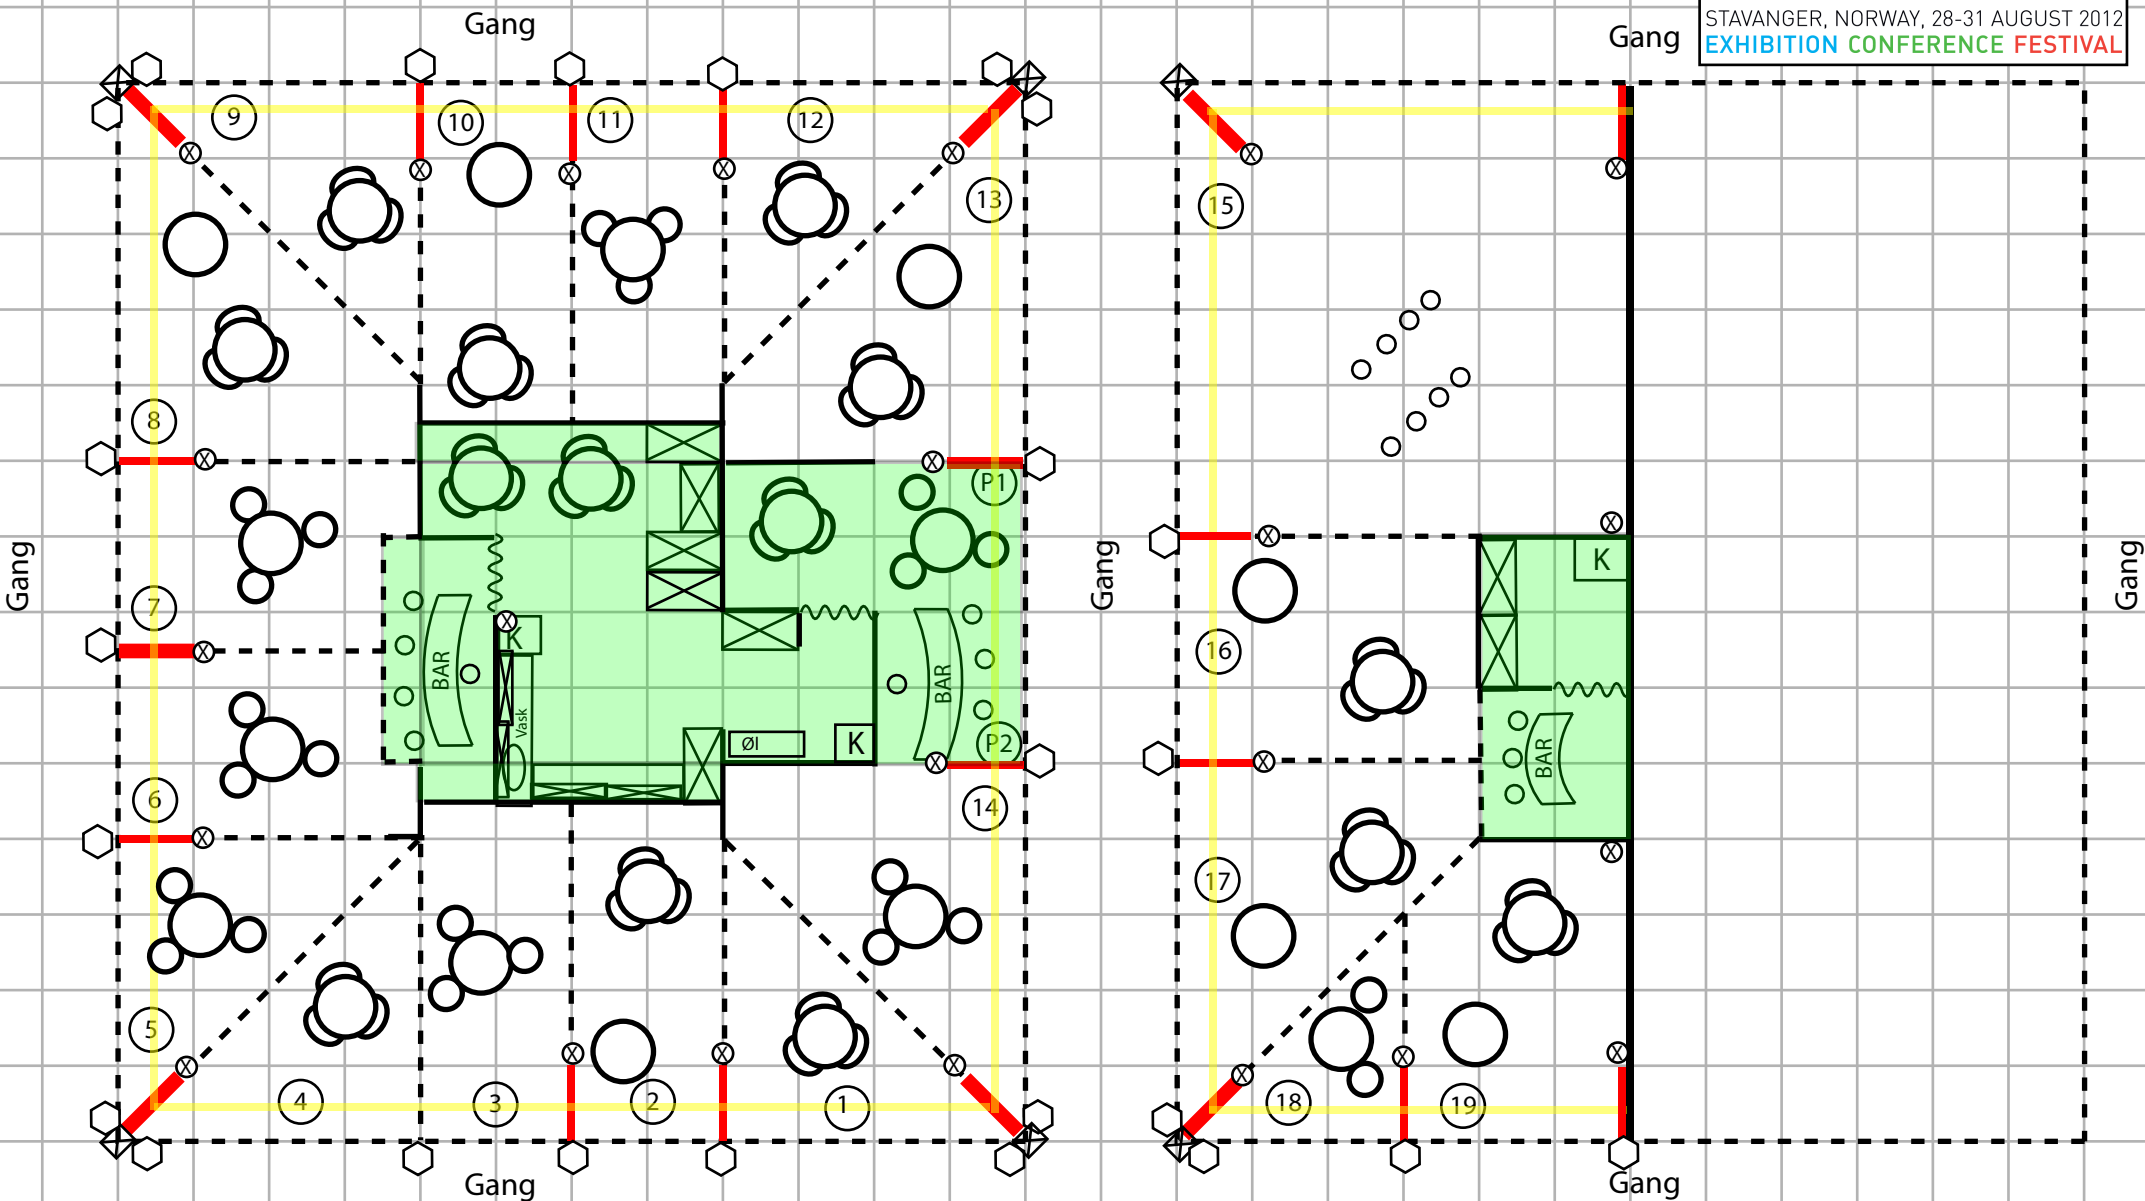 Gang
Gang
STAVANGER, NORWAY, 28-31 AUGUST 2012
EXHIBITION CONFERENCE FESTIVAL
9
10
11
12
13
15
8
P1
Gang
Gang
Gang
K
7
K
16
BAR
BAR
Vask
Øl
K
P2
BAR
6
14
17
5
4
3
2
1
18
19
Gang
Gang